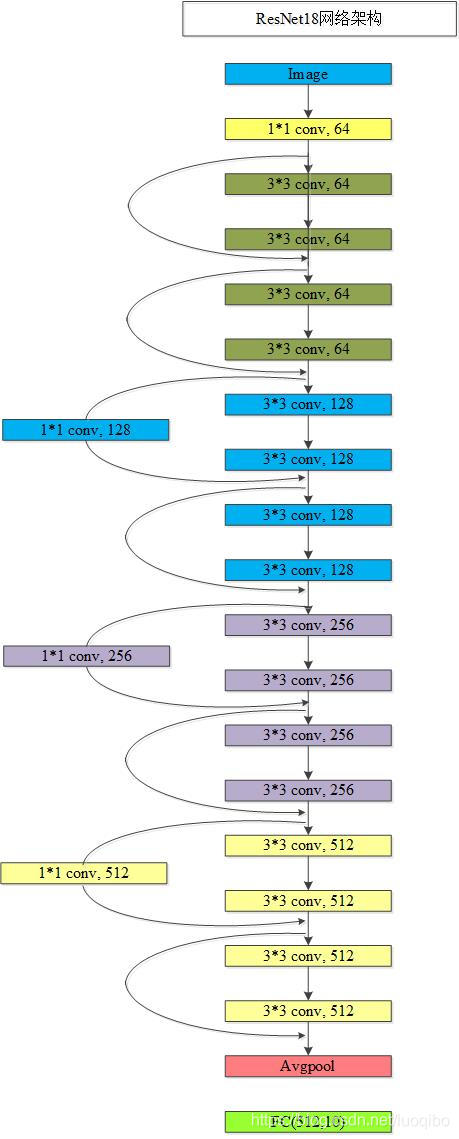 ResNet18网络架构
Image
1*1 conv, 64
3*3 conv, 64
3*3 conv, 64
3*3 conv, 64
3*3 conv, 64
3*3 conv, 128
1*1 conv, 128
3*3 conv, 128
3*3 conv, 128
3*3 conv, 128
3*3 conv, 256
1*1 conv, 256
3*3 conv, 256
3*3 conv, 256
3*3 conv, 256
3*3 conv, 512
1*1 conv, 512
3*3 conv, 512
3*3 conv, 512
3*3 conv, 512
Avgpool
FC(512,10)
https://blog.csdn.net/luoqibo